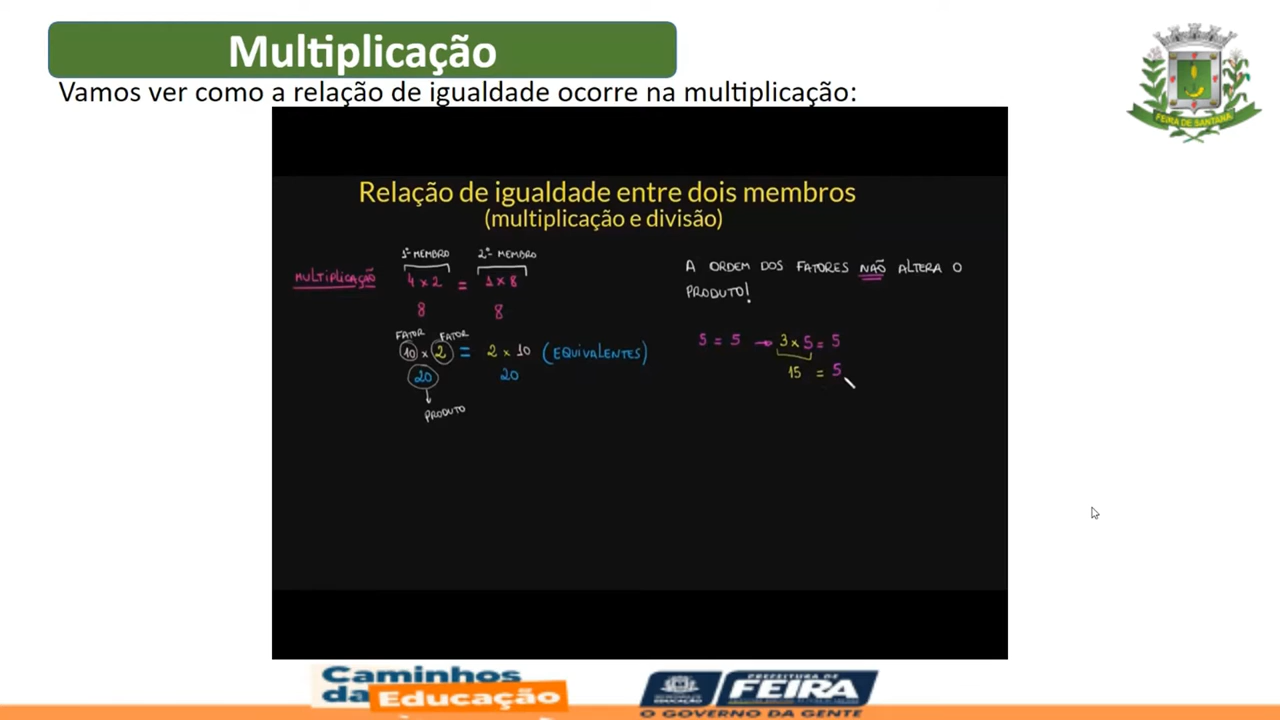 Multiplicação
Vamos ver como a relação de igualdade ocorre na multiplicação:
FEIRA DE SANTANA
Relação de igualdade entre dois membros
(multiplicação e divisão)
1º MEMBRO 2º MEMBRO
MULTIPLICAÇÃO 4 x 2 = 1 x 8
8 8
FATOR FATOR
10 x 2 = 2 x 10 (EQUIVALENTES)
20 20
PRODUTO
A ORDEM DOS FATORES NÃO ALTERA O
PRODUTO!
5 = 5 → 3 x 5 = 5
15 = 5
Caminhos
da Educação
PREFEITURA DE
FEIRA
O GOVERNO DA GENTE